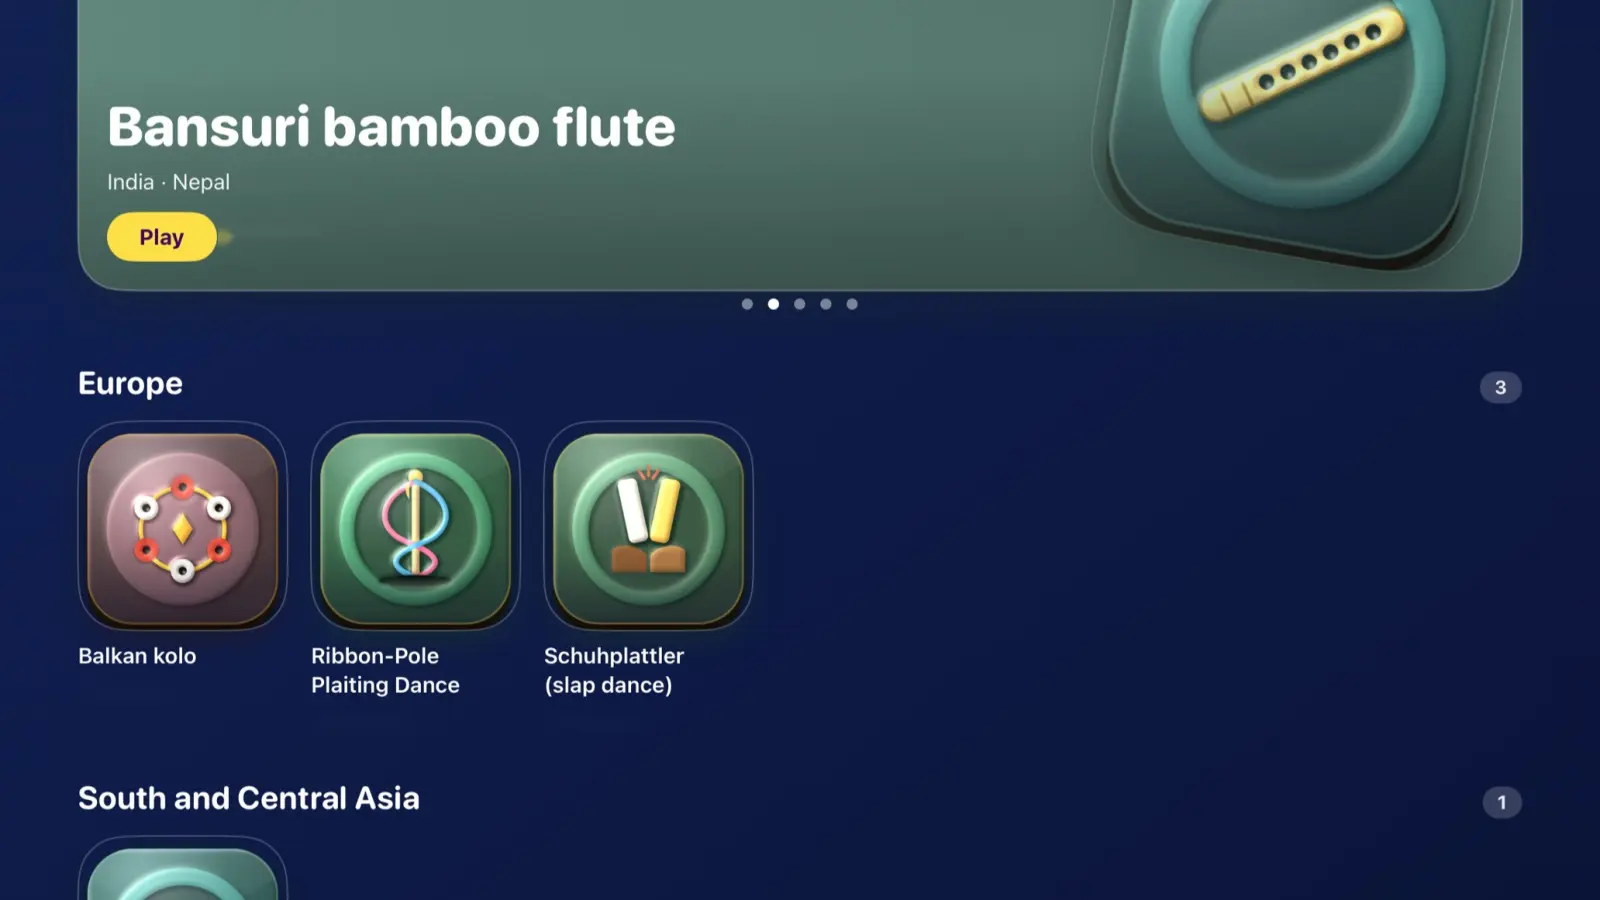 Bansuri bamboo flute
India · Nepal
Play
Europe
3
Balkan kolo
Ribbon-Pole
Plaiting Dance
Schuhplattler
(slap dance)
South and Central Asia
1